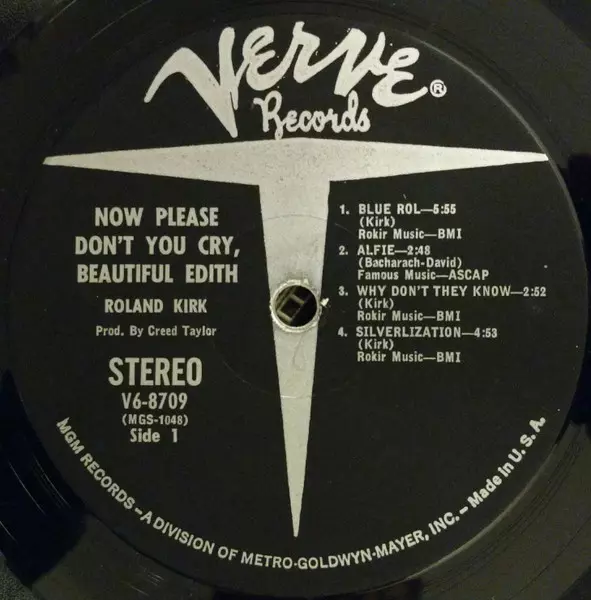 Verve®
Records
NOW PLEASE
DON'T YOU CRY,
BEAUTIFUL EDITH
ROLAND KIRK
Prod. By Creed Taylor
STEREO
V6-8709
(MGS-1048)
Side 1
1. BLUE ROL—5:55
(Kirk)
Rokir Music—BMI
2. ALFIE—2:48
(Bacharach-David)
Famous Music—ASCAP
3. WHY DON'T THEY KNOW—2:52
(Kirk)
Rokir Music—BMI
4. SILVERLIZATION—4:53
(Kirk)
Rokir Music—BMI
MGM RECORDS—A DIVISION OF METRO-GOLDWYN-MAYER, INC.—Made in U. S. A.